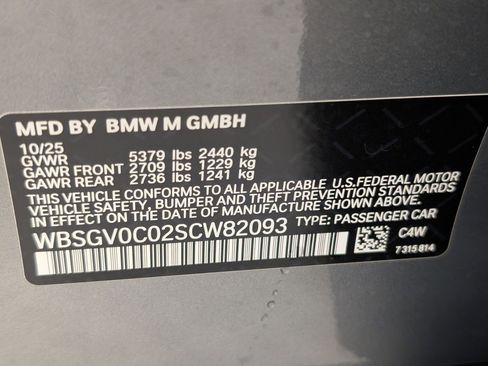 MFD BY BMW M GMBH
10/25
GVWR 5379 lbs 2440 kg
GAWR FRONT 2709 lbs 1229 kg
GAWR REAR 2736 lbs 1241 kg
THIS VEHICLE CONFORMS TO ALL APPLICABLE U.S.FEDERAL MOTOR
VEHICLE SAFETY, BUMPER AND THEFT PREVENTION STANDARDS
IN EFFECT ON THE DATE OF MANUFACTURE SHOWN ABOVE.
WBSGV0C02SCW82093 TYPE: PASSENGER CAR
C4W
7 315 814